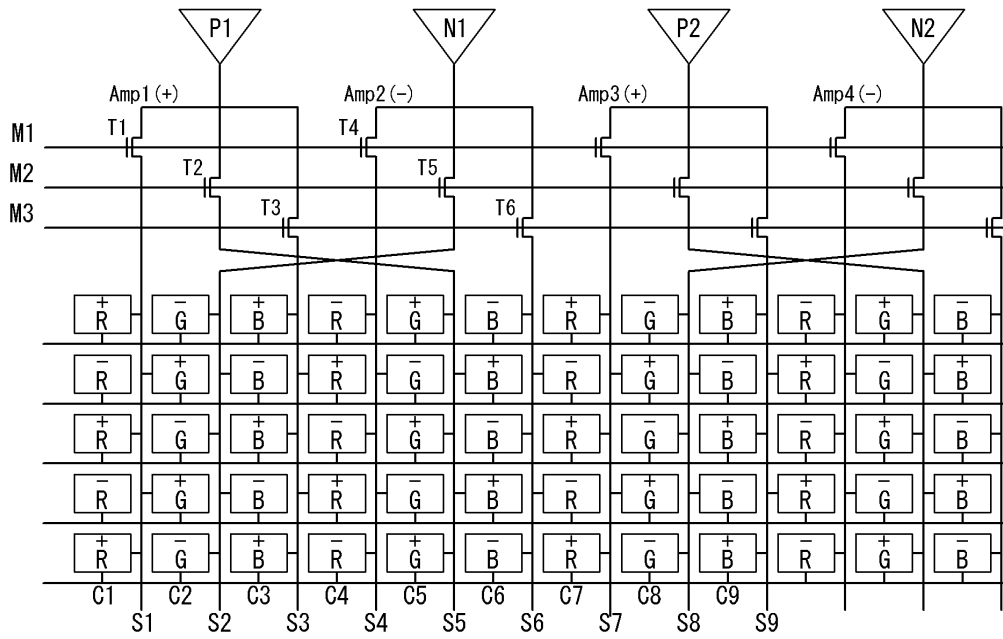 P1 N1 P2 N2
Amp1(+) Amp2(-) Amp3(+) Amp4(-)
M1 T1 T4
M2 T2 T5
M3 T3 T6
+ - + - + - + - + - + -
R G B R G B R G B R G B
- + - + - + - + - + - +
R G B R G B R G B R G B
+ - + - + - + - + - + -
R G B R G B R G B R G B
- + - + - + - + - + - +
R G B R G B R G B R G B
+ - + - + - + - + - + -
R G B R G B R G B R G B
C1 C2 C3 C4 C5 C6 C7 C8 C9
S1 S2 S3 S4 S5 S6 S7 S8 S9